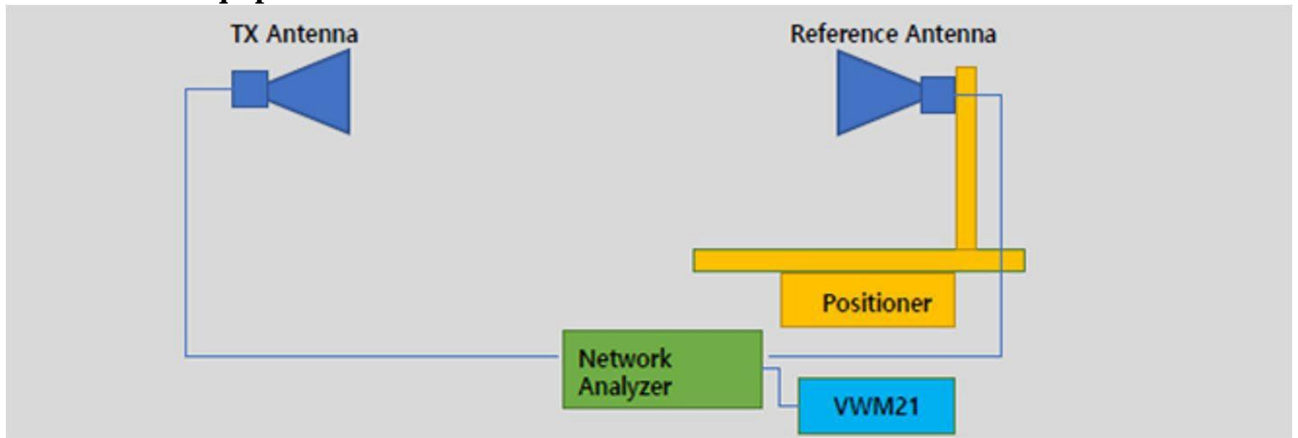 TX Antenna
Reference Antenna
Positioner
Network
Analyzer
VWM21